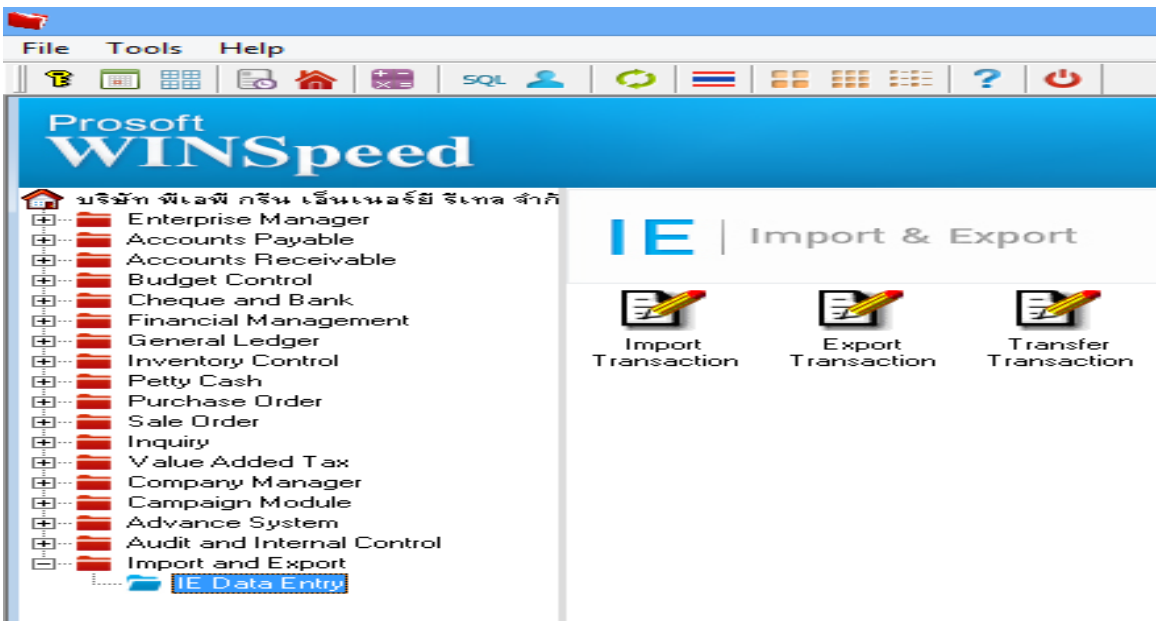 File Tools Help
SQL
?
Prosoft
WINSpeed
บริษัท พีเอพี กรีน เอ็นเนอร์ยี รีเทล จำกั
Enterprise Manager
Accounts Payable
Accounts Receivable
Budget Control
Cheque and Bank
Financial Management
General Ledger
Inventory Control
Petty Cash
Purchase Order
Sale Order
Inquiry
Value Added Tax
Company Manager
Campaign Module
Advance System
Audit and Internal Control
Import and Export
IE Data Entry
IE | Import & Export
Import
Transaction
Export
Transaction
Transfer
Transaction